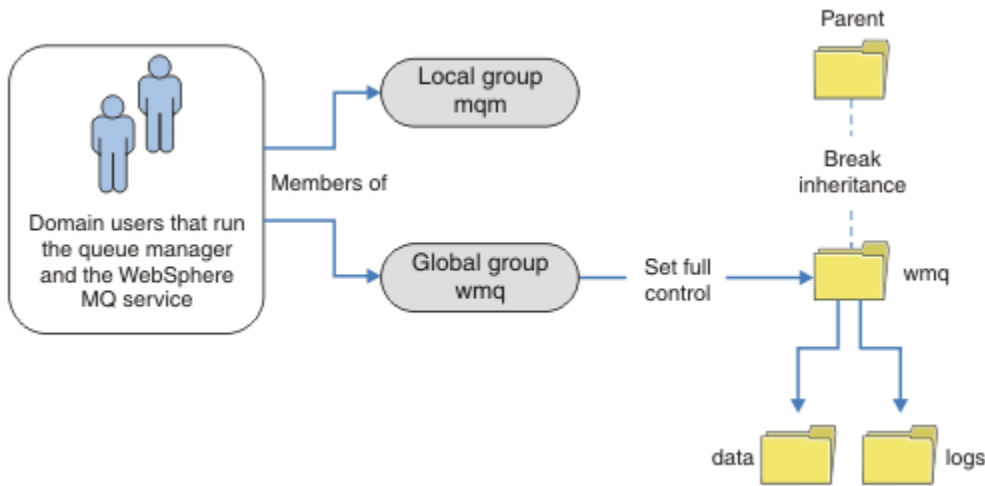 Parent
Local group
mqm
Break
inheritance
Members of
Domain users that run
the queue manager
and the WebSphere
MQ service
Global group
wmq
Set full
control
wmq
data
logs